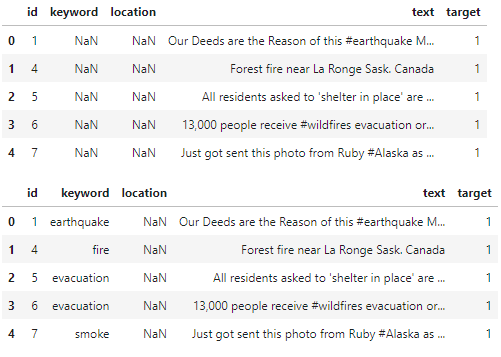 id keyword location text target
0 1 NaN NaN Our Deeds are the Reason of this #earthquake M... 1
1 4 NaN NaN Forest fire near La Ronge Sask. Canada 1
2 5 NaN NaN All residents asked to 'shelter in place' are ... 1
3 6 NaN NaN 13,000 people receive #wildfires evacuation or... 1
4 7 NaN NaN Just got sent this photo from Ruby #Alaska as ... 1
id keyword location text target
0 1 earthquake NaN Our Deeds are the Reason of this #earthquake M... 1
1 4 fire NaN Forest fire near La Ronge Sask. Canada 1
2 5 evacuation NaN All residents asked to 'shelter in place' are ... 1
3 6 evacuation NaN 13,000 people receive #wildfires evacuation or... 1
4 7 smoke NaN Just got sent this photo from Ruby #Alaska as ... 1